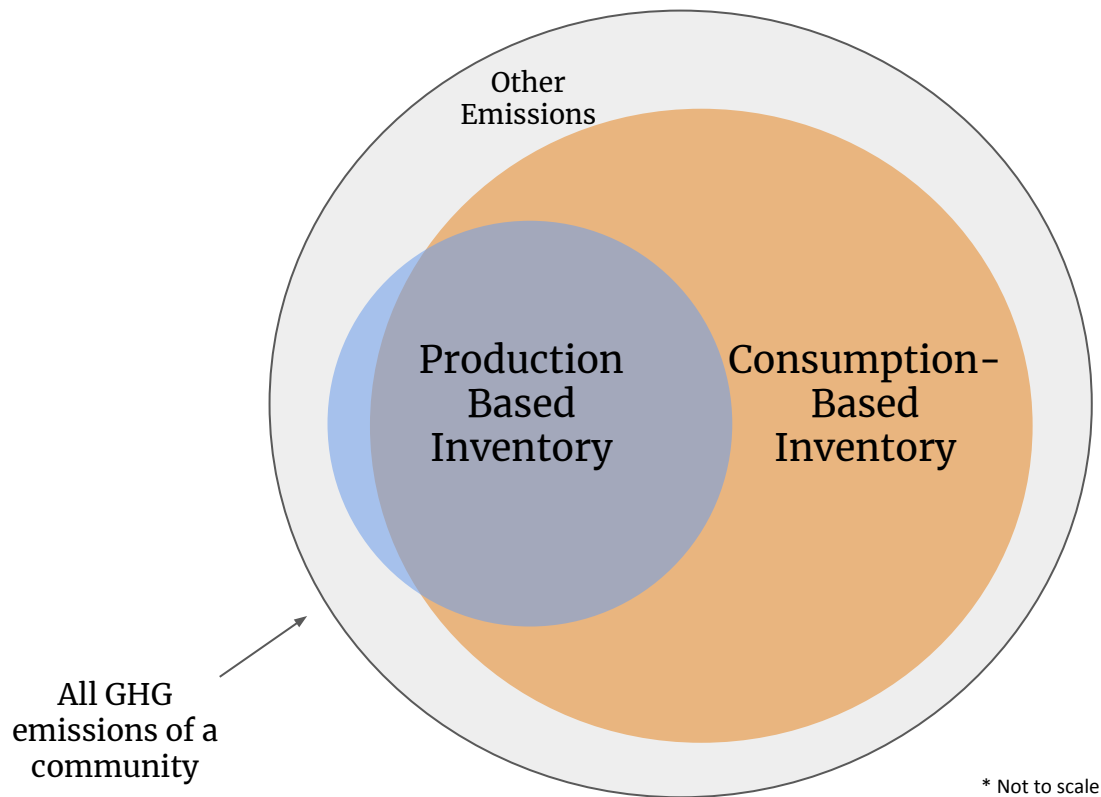 Other
Emissions
Production
Based
Inventory
Consumption-
Based
Inventory
All GHG
emissions of a
community
* Not to scale